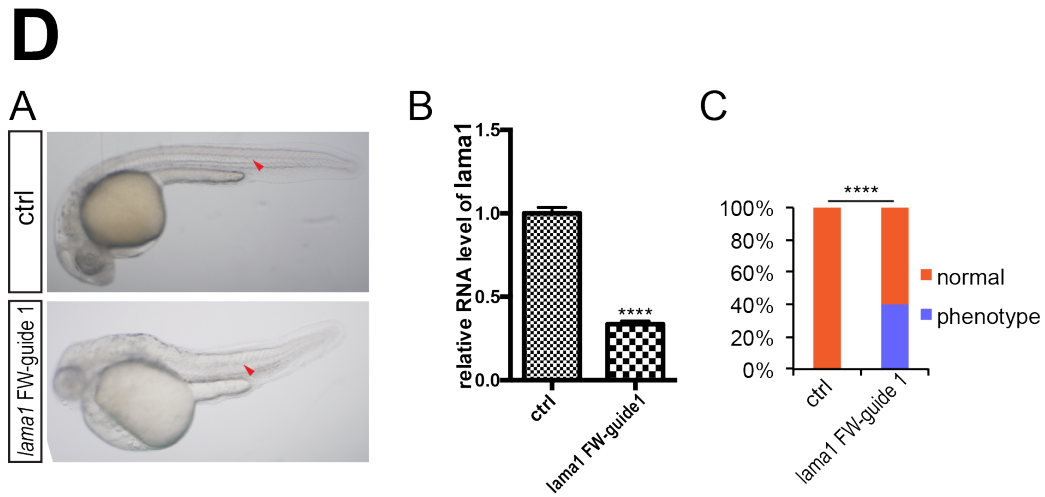 D
A
ctrl
lama1 FW-guide 1
B
relative RNA level of lama1
1.5
1.0
0.5
0.0
****
ctrl
lama1 FW-guide1
C
****
100%
80%
60%
40%
20%
0%
ctrl
lama1 FW-guide 1
normal
phenotype